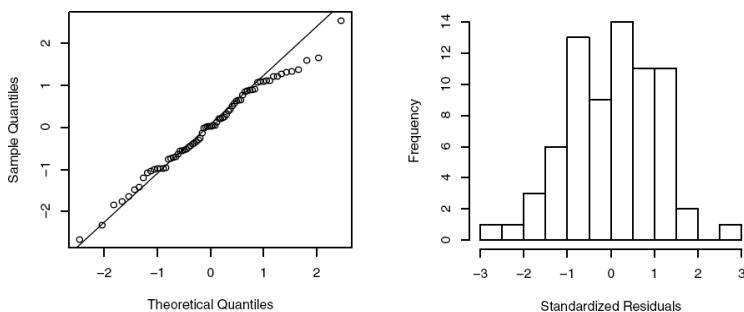 Sample Quantiles
2
1
0
−1
−2
−2 −1 0 1 2
Theoretical Quantiles
Frequency
14
12
10
8
6
4
2
0
−3 −2 −1 0 1 2 3
Standardized Residuals